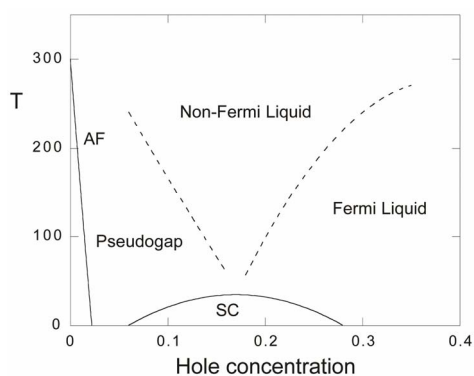 300
T
Non-Fermi Liquid
AF
200
Fermi Liquid
100
Pseudogap
SC
0
0 0.1 0.2 0.3 0.4
Hole concentration